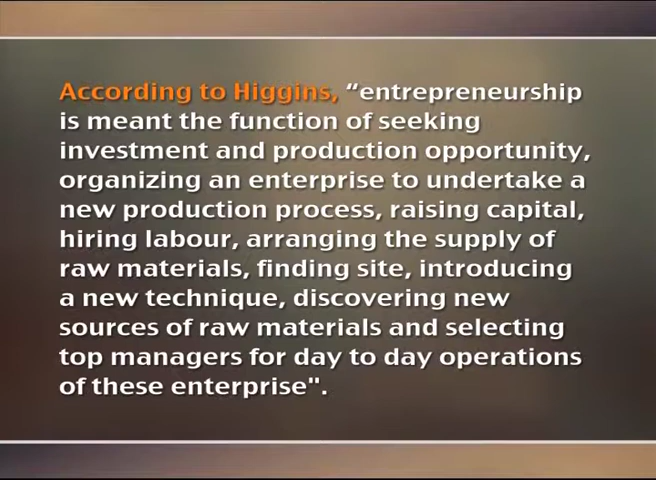 According to Higgins, “entrepreneurship
is meant the function of seeking
investment and production opportunity,
organizing an enterprise to undertake a
new production process, raising capital,
hiring labour, arranging the supply of
raw materials, finding site, introducing
a new technique, discovering new
sources of raw materials and selecting
top managers for day to day operations
of these enterprise".